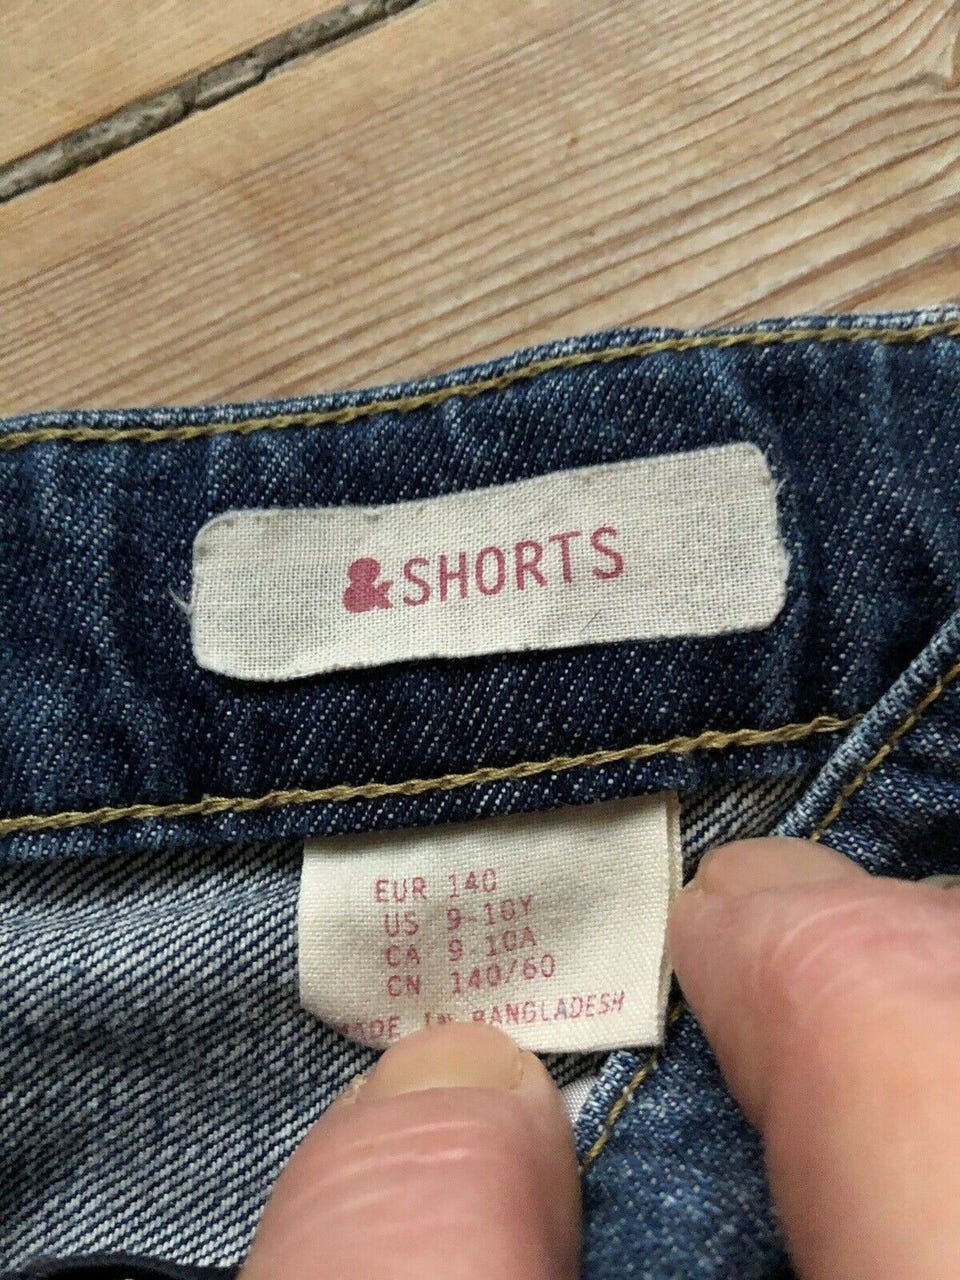 &SHORTS
EUR 140
US 9-10Y
CA 9-10A
CN 140/60
MADE IN BANGLADESH